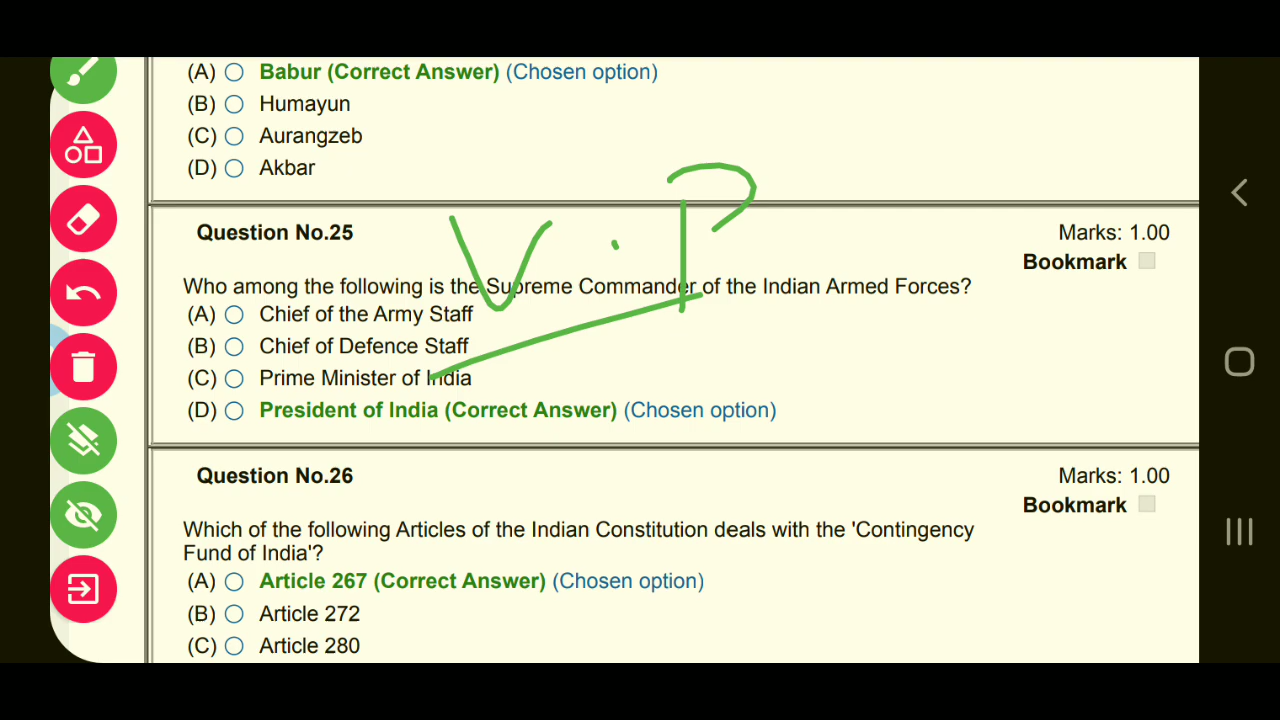 (A) Babur (Correct Answer) (Chosen option)
(B) Humayun
(C) Aurangzeb
(D) Akbar
Question No.25
Marks: 1.00
Bookmark
V.P
Who among the following is the Supreme Commander of the Indian Armed Forces?
(A) Chief of the Army Staff
(B) Chief of Defence Staff
(C) Prime Minister of India
(D) President of India (Correct Answer) (Chosen option)
Question No.26
Marks: 1.00
Bookmark
Which of the following Articles of the Indian Constitution deals with the 'Contingency
Fund of India'?
(A) Article 267 (Correct Answer) (Chosen option)
(B) Article 272
(C) Article 280